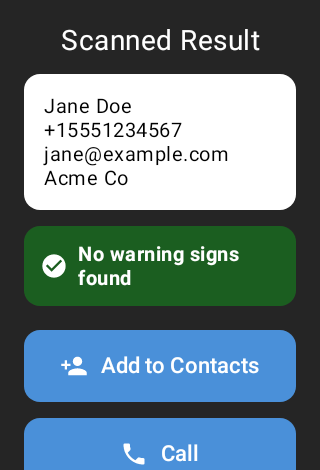 Scanned Result
Jane Doe
+15551234567
jane@example.com
Acme Co
No warning signs
found
Add to Contacts
Call